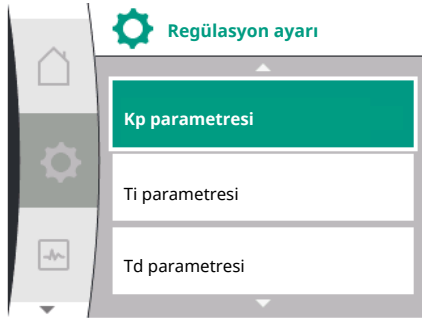 Regülasyon ayarı
Kp parametresi
Ti parametresi
Td parametresi